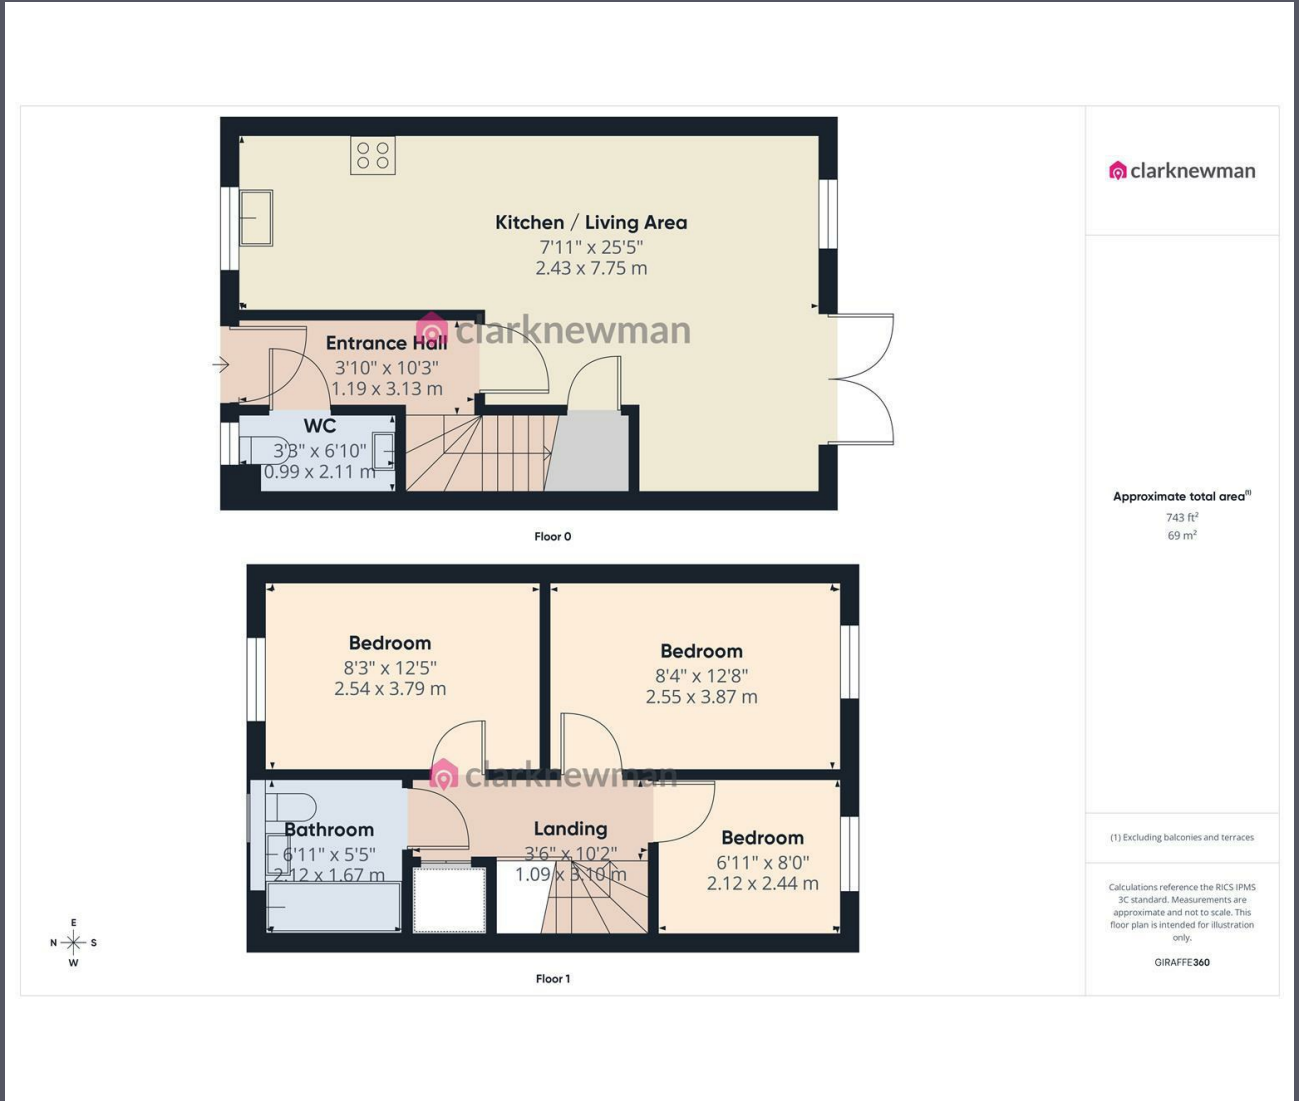 Kitchen / Living Area
7'11" x 25'5"
2.43 x 7.75 m
clarknewman
Entrance Hall
3'10" x 10'3"
1.19 x 3.13 m
WC
3'3" x 6'10"
0.99 x 2.11 m
Floor 0
Bedroom
8'3" x 12'5"
2.54 x 3.79 m
Bedroom
8'4" x 12'8"
2.55 x 3.87 m
clarknewman
Bathroom
6'11" x 5'5"
2.12 x 1.67 m
Landing
3'6" x 10'2"
1.09 x 3.10 m
Bedroom
6'11" x 8'0"
2.12 x 2.44 m
E
N S
W
Floor 1
clarknewman
Approximate total area(1)
743 ft²
69 m²
(1) Excluding balconies and terraces
Calculations reference the RICS IPMS
3C standard. Measurements are
approximate and not to scale. This
floor plan is intended for illustration
only.
GIRAFFE360